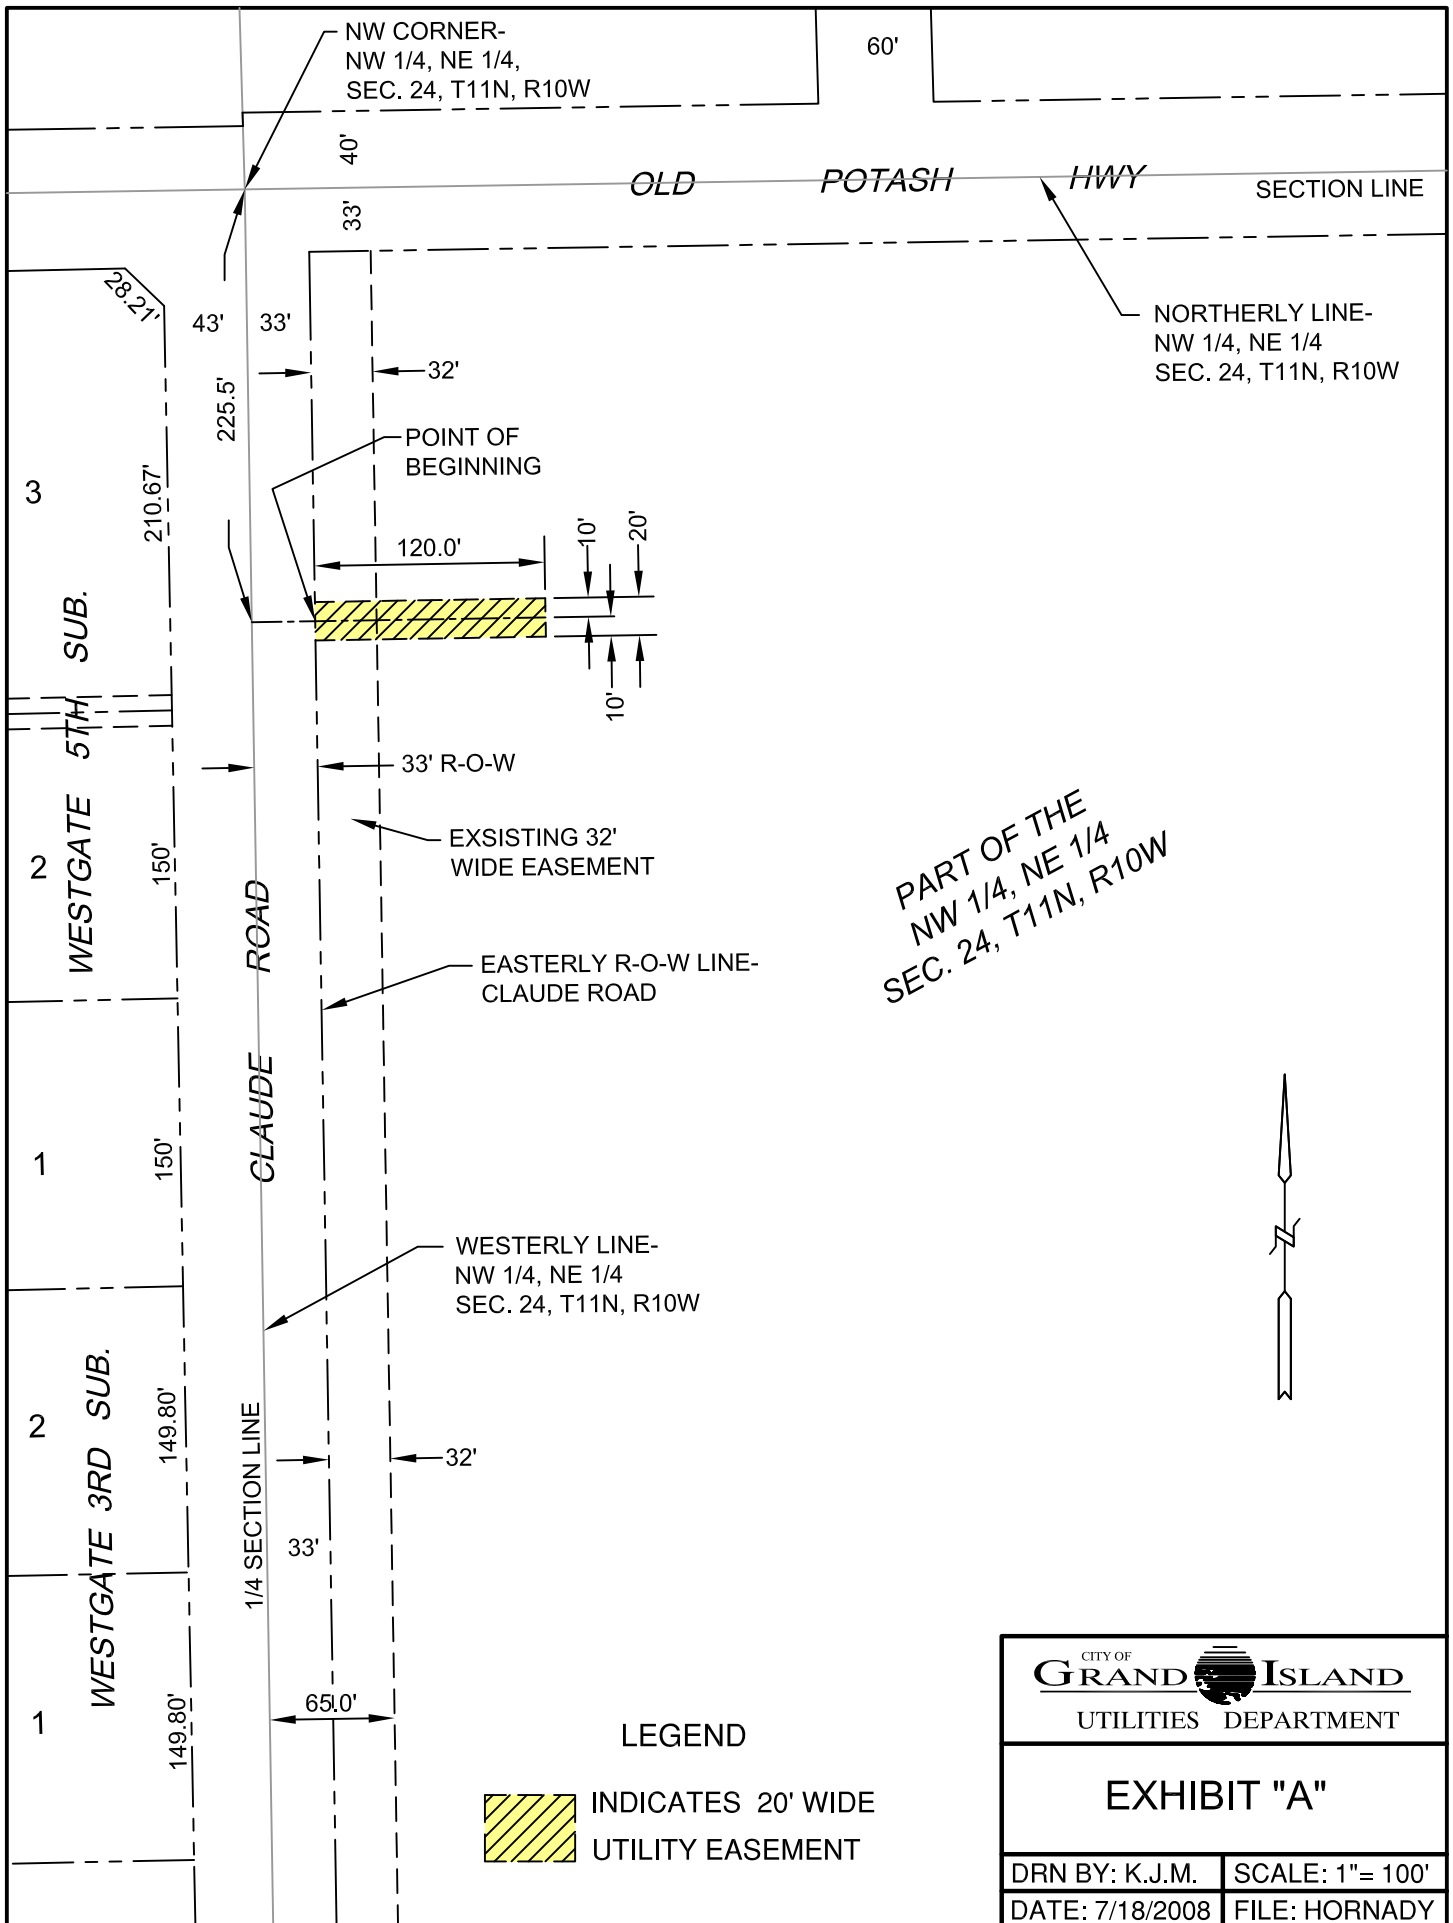 NW CORNER-
NW 1/4, NE 1/4,
SEC. 24, T11N, R10W
60'
40'
OLD POTASH HWY
SECTION LINE
33'
28.21'
43'
33'
NORTHERLY LINE-
NW 1/4, NE 1/4
SEC. 24, T11N, R10W
32'
225.5'
POINT OF
BEGINNING
3
210.67'
120.0'
10'
20'
10'
WESTGATE 5TH SUB.
33' R-O-W
EXSISTING 32'
WIDE EASEMENT
PART OF THE
NW 1/4, NE 1/4
SEC. 24, T11N, R10W
2
150'
CLAUDE ROAD
EASTERLY R-O-W LINE-
CLAUDE ROAD
1
150'
WESTERLY LINE-
NW 1/4, NE 1/4
SEC. 24, T11N, R10W
N
2
WESTGATE 3RD SUB.
149.80'
1/4 SECTION LINE
32'
33'
1
149.80'
65.0'
LEGEND
INDICATES 20' WIDE
UTILITY EASEMENT
CITY OF
GRAND ISLAND
UTILITIES DEPARTMENT
EXHIBIT "A"
DRN BY: K.J.M.
SCALE: 1"= 100'
DATE: 7/18/2008
FILE: HORNADY